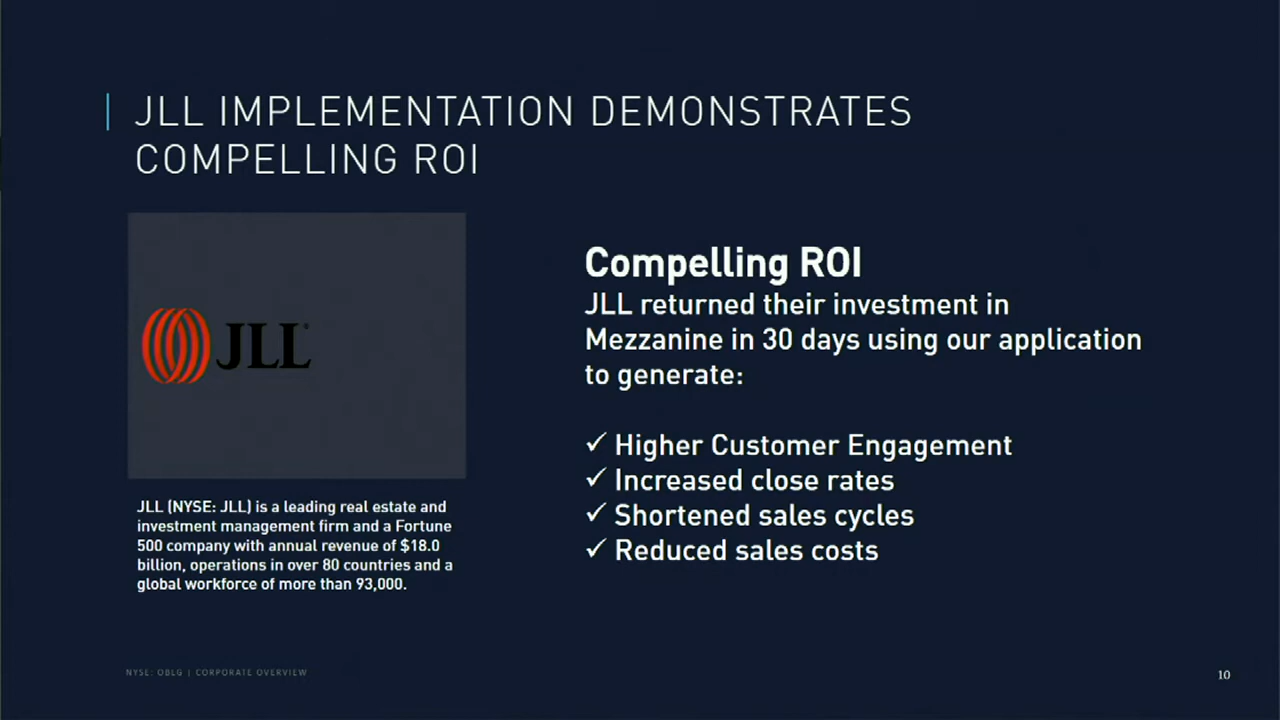 JLL IMPLEMENTATION DEMONSTRATES
COMPELLING ROI
JLL
Compelling ROI
JLL returned their investment in
Mezzanine in 30 days using our application
to generate:
✓ Higher Customer Engagement
✓ Increased close rates
✓ Shortened sales cycles
✓ Reduced sales costs
JLL (NYSE: JLL) is a leading real estate and
investment management firm and a Fortune
500 company with annual revenue of $18.0
billion, operations in over 80 countries and a
global workforce of more than 93,000.
NYSE: OBLG | CORPORATE OVERVIEW
10